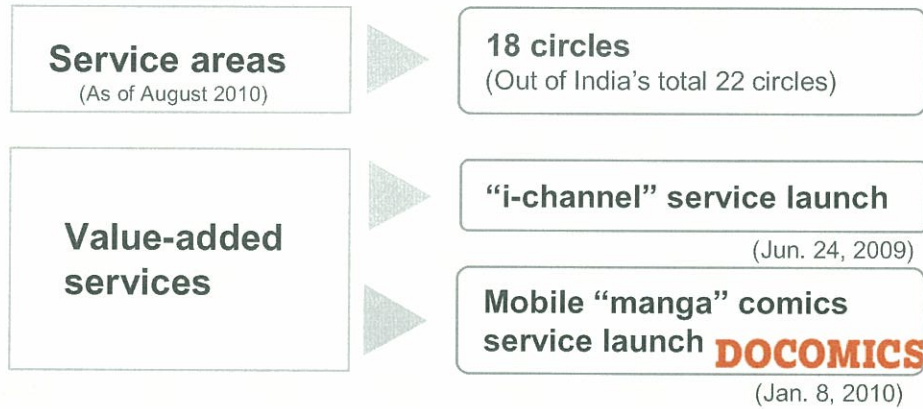 Service areas
(As of August 2010)
18 circles
(Out of India's total 22 circles)
Value-added
services
“i-channel” service launch
(Jun. 24, 2009)
Mobile “manga” comics
service launch DOCOMICS
(Jan. 8, 2010)